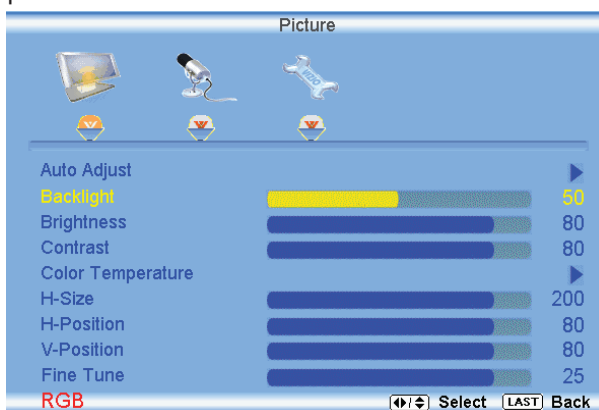 Picture
Auto Adjust
Backlight 50
Brightness 80
Contrast 80
Color Temperature
H-Size 200
H-Position 80
V-Position 80
Fine Tune 25
RGB Select LAST Back